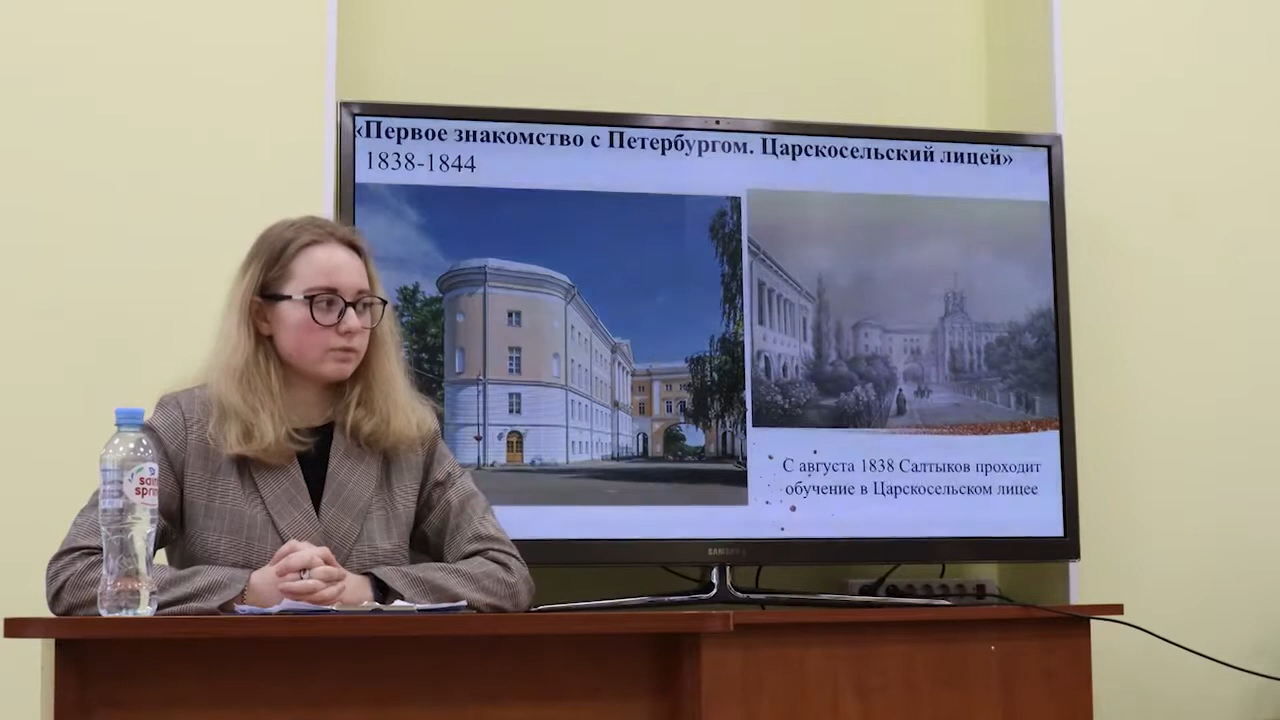 «Первое знакомство с Петербургом. Царскосельский лицей»
1838-1844
С августа 1838 Салтыков проходит
обучение в Царскосельском лицее
SAMSUNG